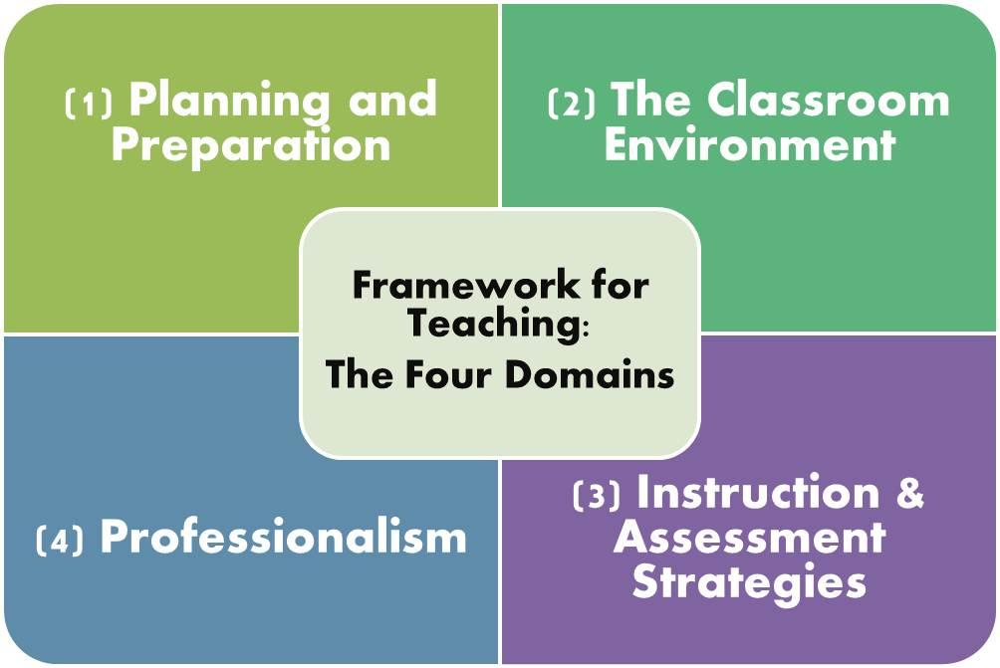 (1) Planning and
Preparation
(2) The Classroom
Environment
Framework for
Teaching:
The Four Domains
(4) Professionalism
(3) Instruction &
Assessment
Strategies